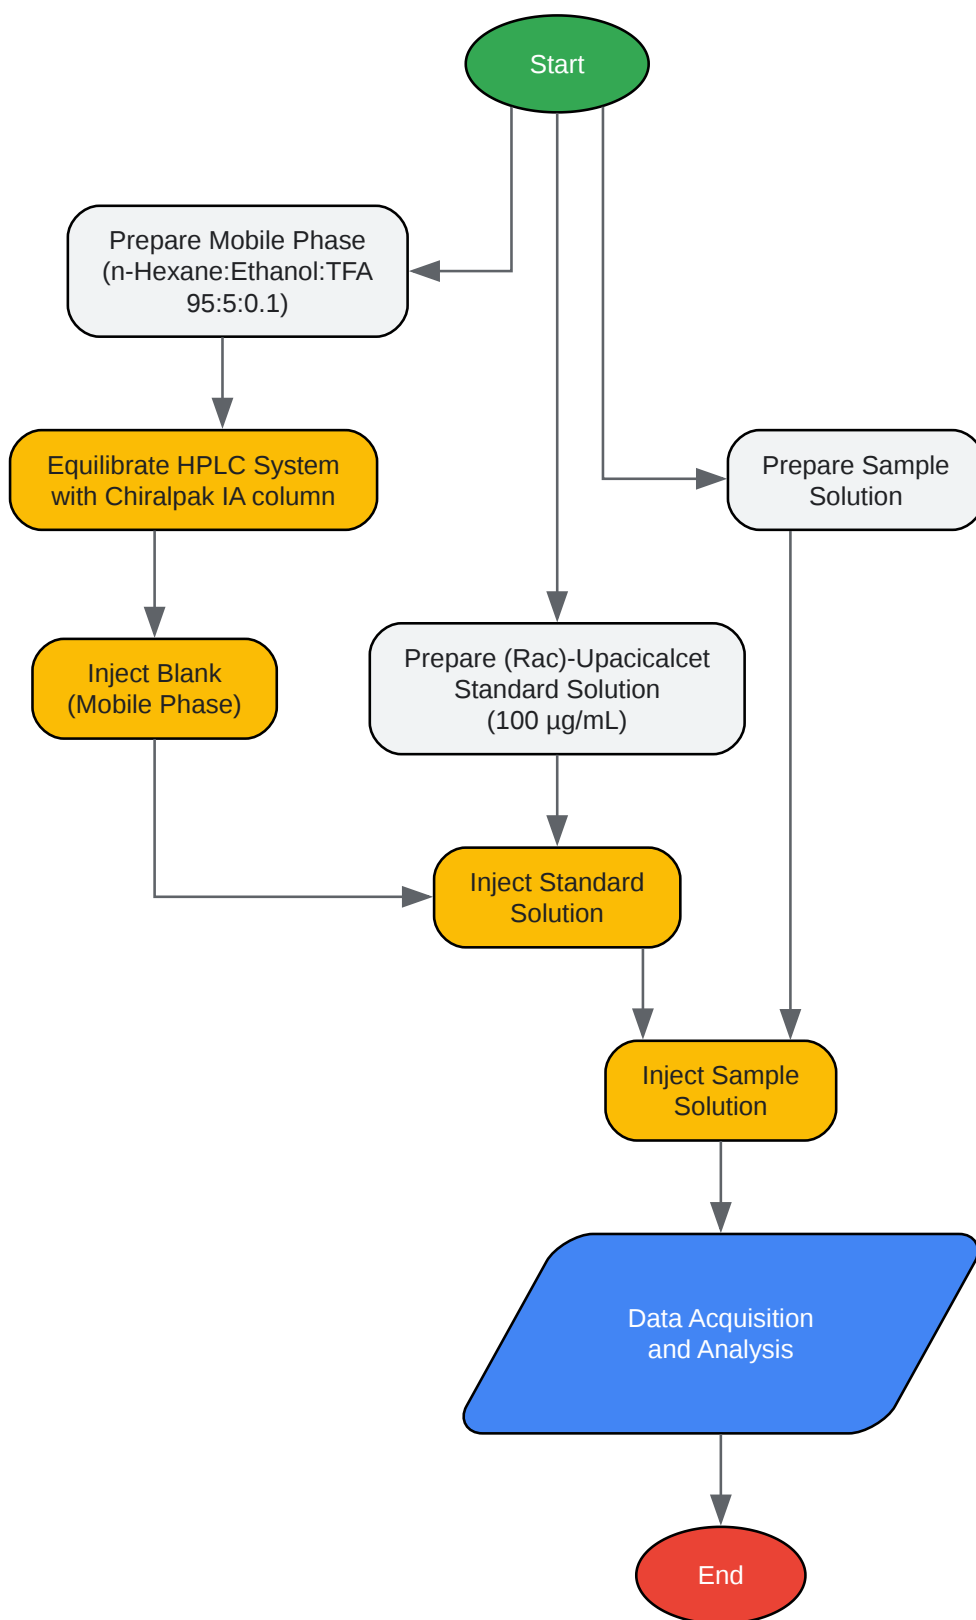 Start
Prepare Mobile Phase
(n-Hexane:Ethanol:TFA
95:5:0.1)
Equilibrate HPLC System
with Chiralpak IA column
Prepare Sample
Solution
Inject Blank
(Mobile Phase)
Prepare (Rac)-Upacicalcet
Standard Solution
(100 µg/mL)
Inject Standard
Solution
Inject Sample
Solution
Data Acquisition
and Analysis
End